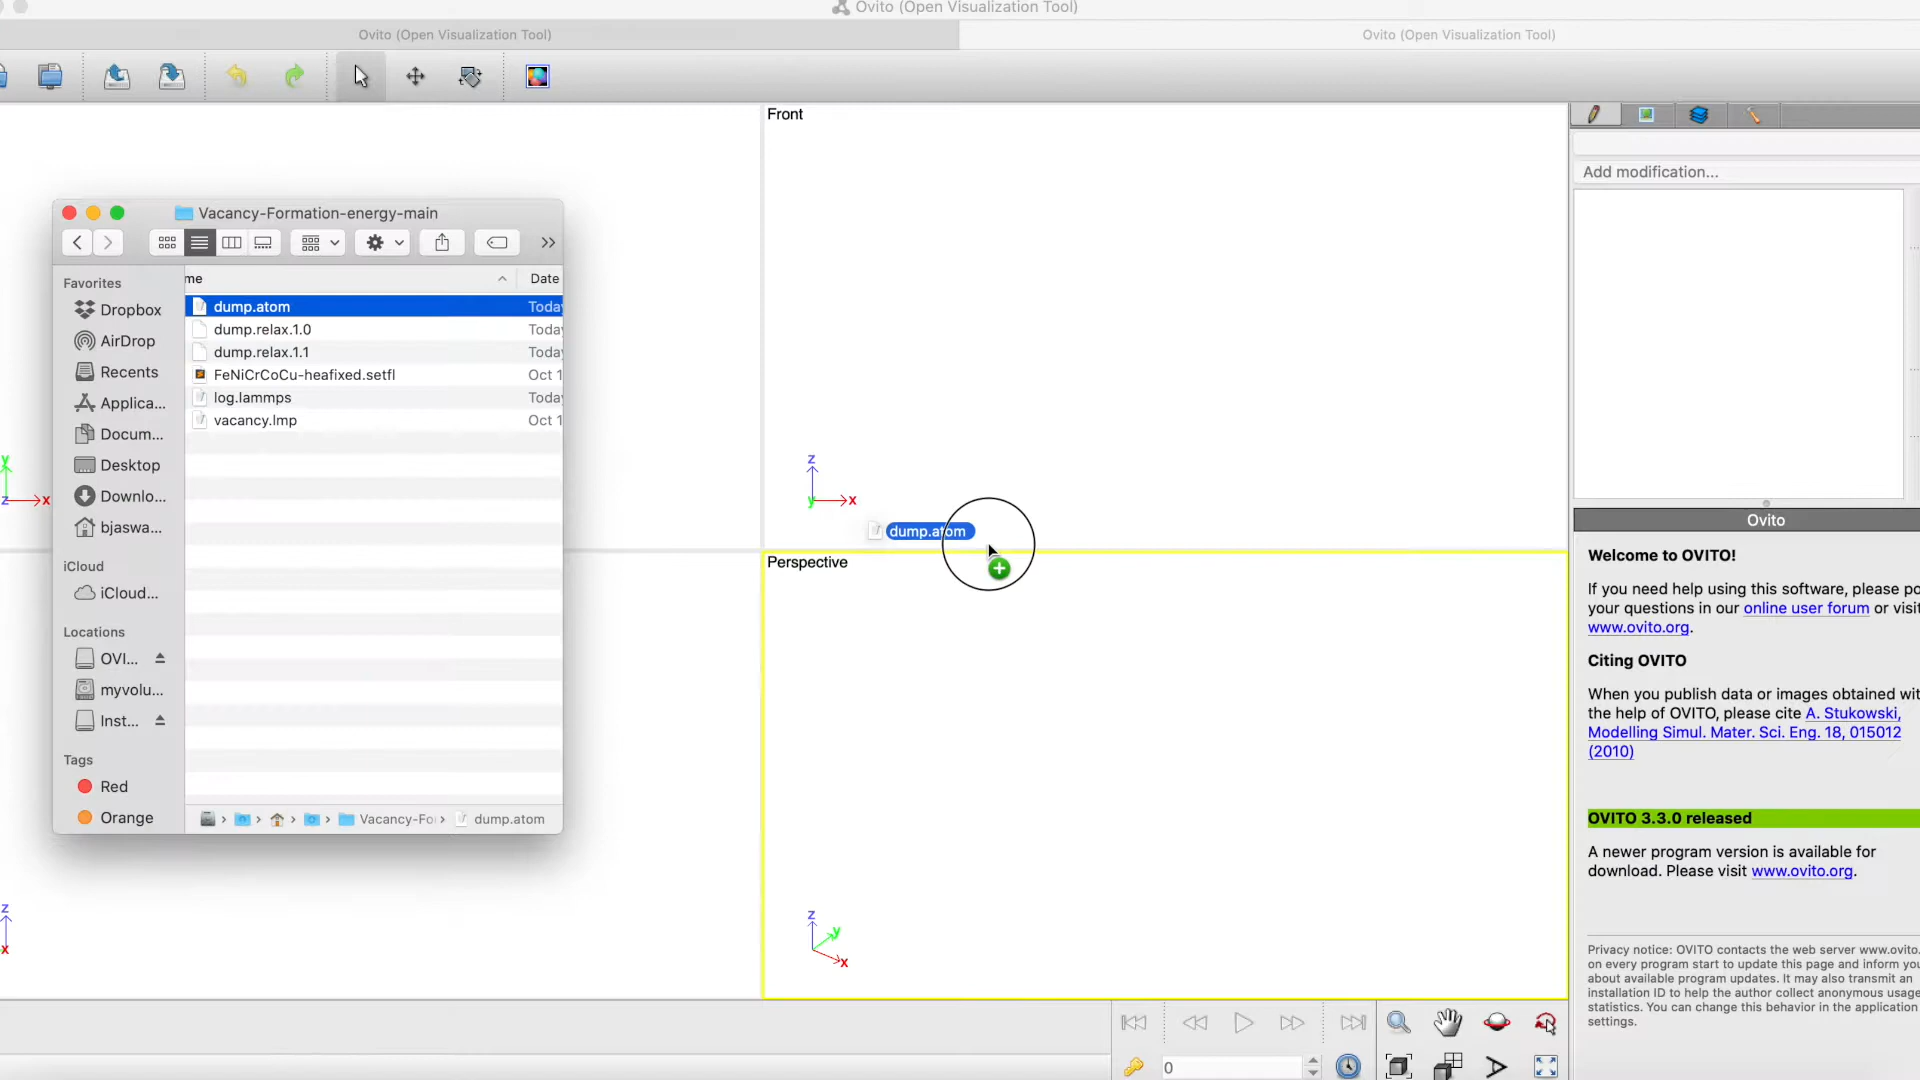 Ovito (Open Visualization Tool)
Ovito (Open Visualization Tool)
Ovito (Open Visualization Tool)
Front
Add modification...
Vacancy-Formation-energy-main
me
Date
Favorites
Dropbox
AirDrop
Recents
Applica...
Docum...
Desktop
Downlo...
bjaswa...
iCloud
iCloud...
Locations
OVI...
myvolu...
Inst...
Tags
Red
Orange
dump.atom
Today
dump.relax.1.0
Today
dump.relax.1.1
Today
FeNiCrCoCu-heafixed.setfl
Oct 1
log.lammps
Today
vacancy.lmp
Oct 1
Vacancy-Fo
dump.atom
y
z
x
z
x
z
y
x
dump.atom
Perspective
z
y
x
Ovito
Welcome to OVITO!
If you need help using this software, please po
your questions in our online user forum or visit
www.ovito.org.
Citing OVITO
When you publish data or images obtained wit
the help of OVITO, please cite A. Stukowski,
Modelling Simul. Mater. Sci. Eng. 18, 015012
(2010)
OVITO 3.3.0 released
A newer program version is available for
download. Please visit www.ovito.org.
Privacy notice: OVITO contacts the web server www.ovito.
on every program start to update this page and inform you
about available program updates. It may also transmit an
installation ID to help the author collect anonymous usage
statistics. You can change this behavior in the application
settings.
0